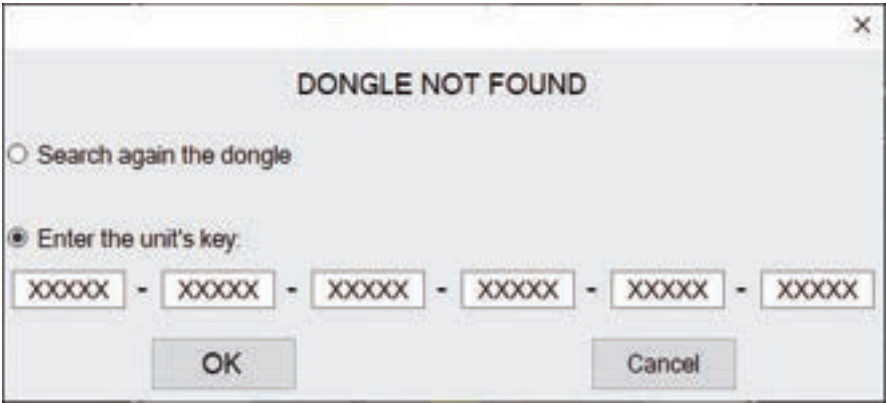 DONGLE NOT FOUND
Search again the dongle
Enter the unit's key:
XXXXX - XXXXX - XXXXX - XXXXX - XXXXX - XXXXX
OK Cancel